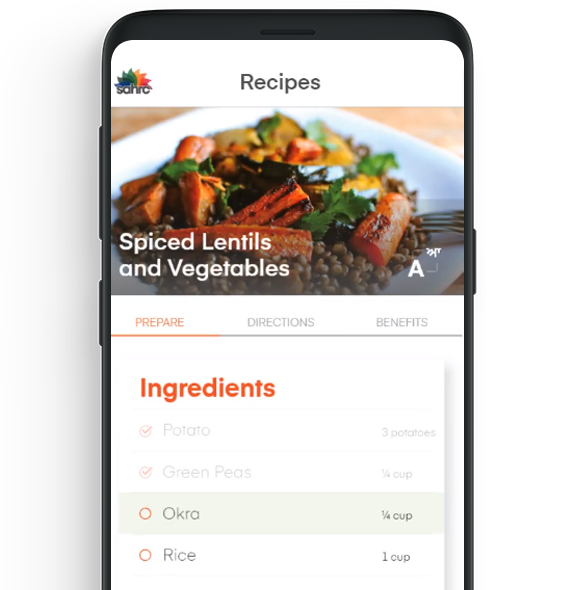 sahrc
Recipes
Spiced Lentils
and Vegetables
A ਅ
PREPARE DIRECTIONS BENEFITS
Ingredients
Potato 3 potatoes
Green Peas ¼ cup
Okra ¼ cup
Rice 1 cup